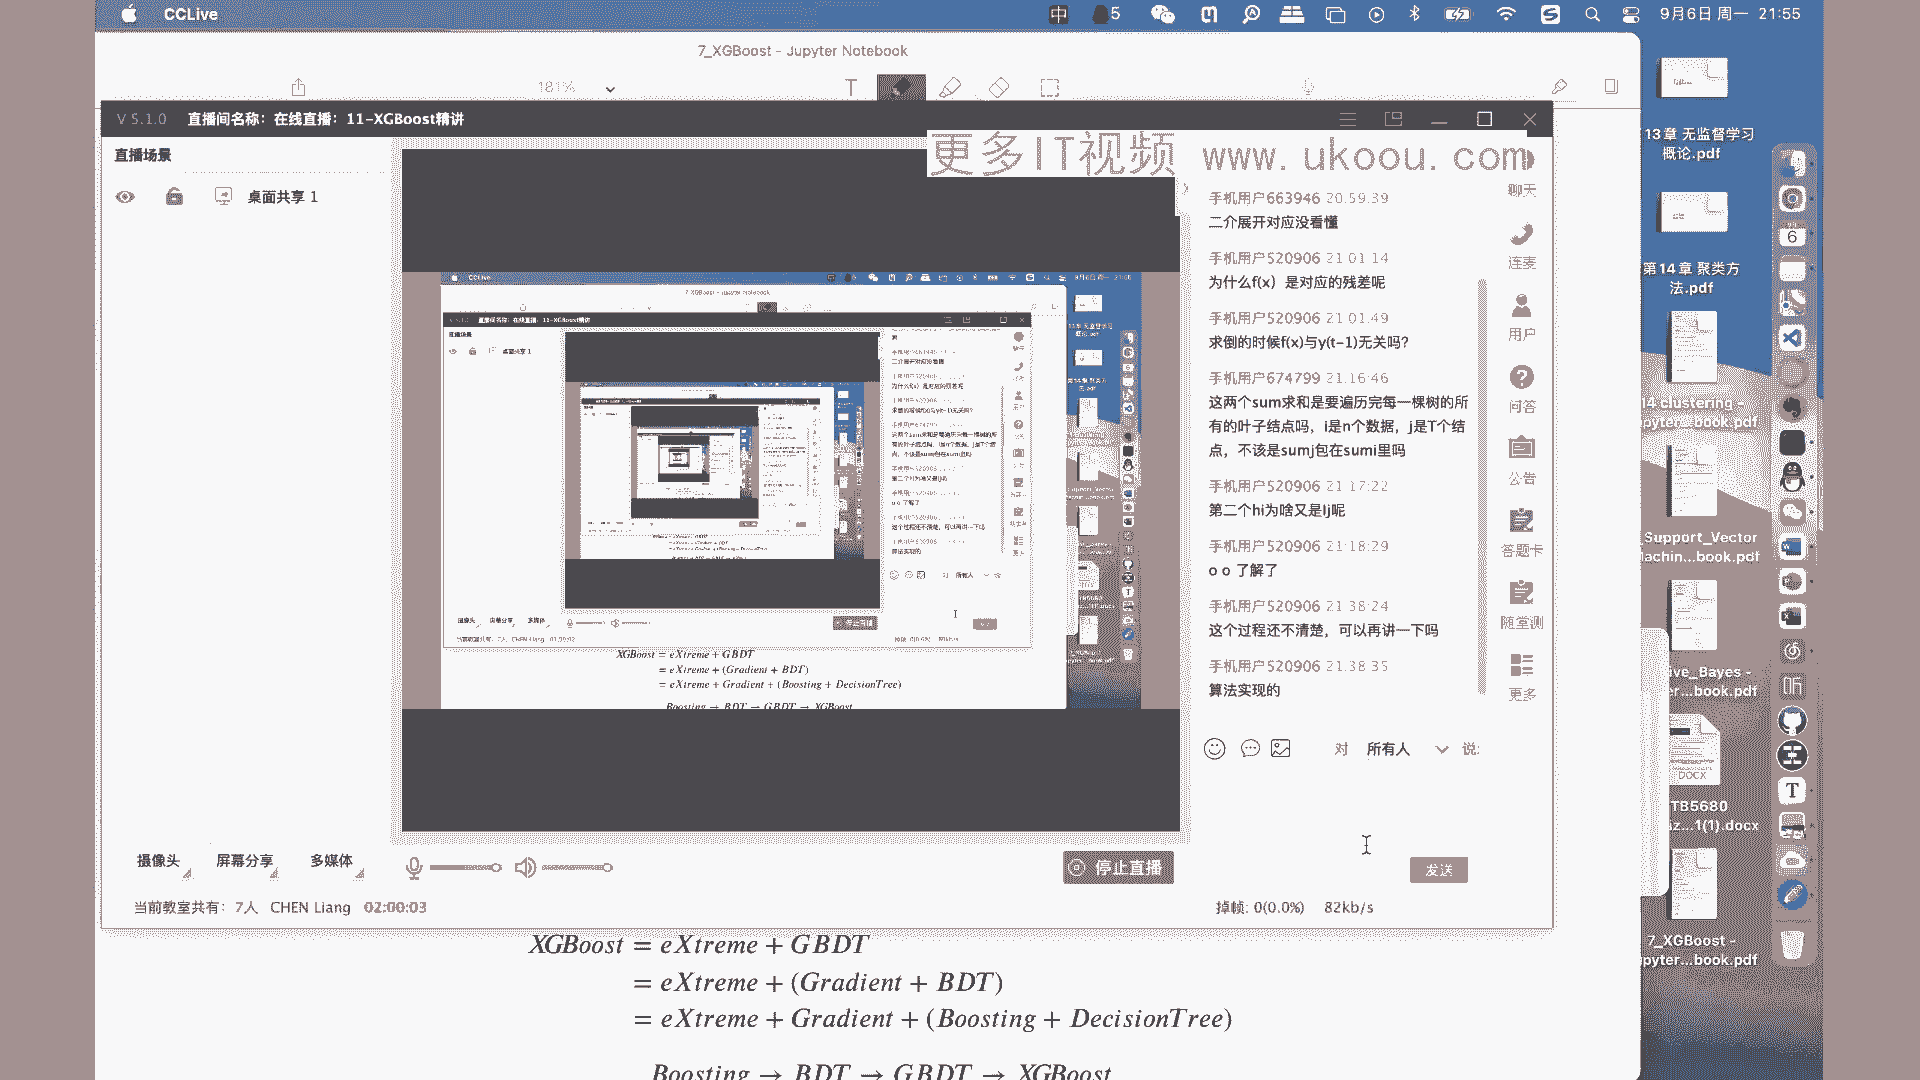 CCLive
中
5
9月6日 周一 21:55
7_XGBoost - Jupyter Notebook
181%
V 5.1.0 直播间名称：在线直播：11-XGBoost精讲
更多IT视频 www. ukoou. com
直播场景
桌面共享 1
手机用户663946 20:59:39
二介展开对应没看懂
手机用户520906 21:01:14
为什么f(x）是对应的残差呢
手机用户520906 21:01:49
求倒的时候f(x)与y(t-1)无关吗?
手机用户674799 21:16:46
这两个sum求和是要遍历完每一棵树的所
有的叶子结点吗，i是n个数据，j是T个结
点，不该是sumj包在sumi里吗
手机用户520906 21:17:22
第二个hi为啥又是Ij呢
手机用户520906 21:18:29
o o 了解了
手机用户520906 21:38:24
这个过程还不清楚，可以再讲一下吗
手机用户520906 21:38:35
算法实现的
聊天
连麦
用户
问答
公告
答题卡
随堂测
更多
对 所有人 说:
发送
摄像头
屏幕分享
多媒体
停止直播
当前教室共有：7人 CHEN Liang 02:00:03
掉帧: 0(0.0%) 82kb/s
XGBoost = eXtreme + GBDT
= eXtreme + (Gradient + BDT)
= eXtreme + Gradient + (Boosting + DecisionTree)
Boosting → BDT → GBDT → XGBoost
13章 无监督学习
概论.pdf
第14章 聚类方
法.pdf
14 Clustering -
pyter...book.pdf
_Support_Vector
Machin...book.pdf
ive_Bayes -
er...book.pdf
DOCX
TB5680
iz...1(1).docx
7_XGBoost -
upyter...book.pdf
6
T